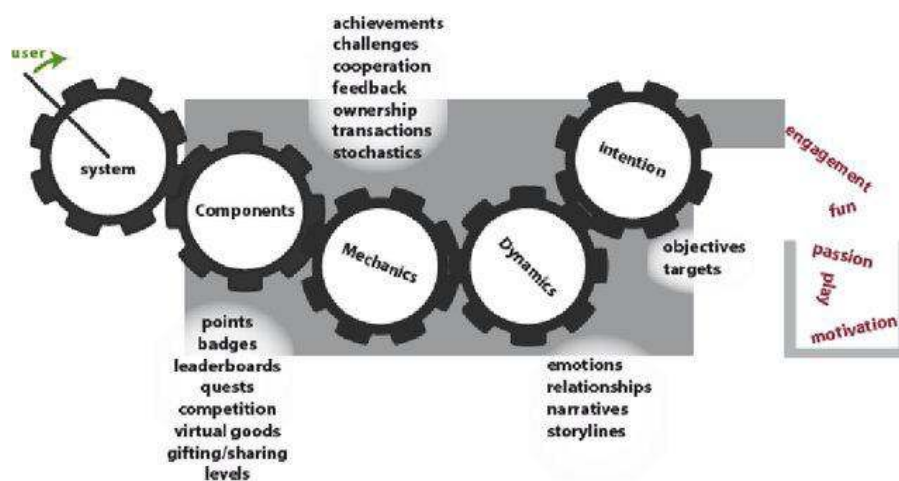 user
system
Components
Mechanics
Dynamics
Intention
achievements
challenges
cooperation
feedback
ownership
transactions
stochastics
points
badges
leaderboards
quests
competition
virtual goods
gifting/sharing
levels
emotions
relationships
narratives
storylines
objectives
targets
engagement
fun
passion
play
motivation